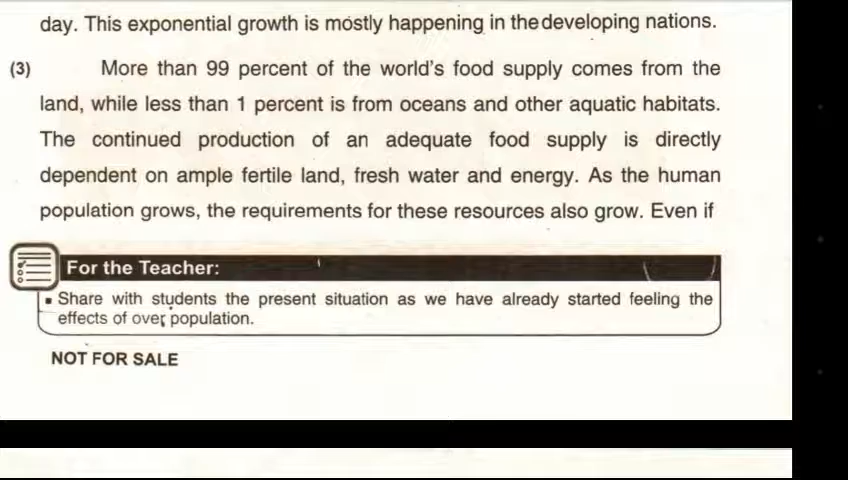 day. This exponential growth is mostly happening in the developing nations.
(3) More than 99 percent of the world's food supply comes from the
land, while less than 1 percent is from oceans and other aquatic habitats.
The continued production of an adequate food supply is directly
dependent on ample fertile land, fresh water and energy. As the human
population grows, the requirements for these resources also grow. Even if
For the Teacher:
▪ Share with students the present situation as we have already started feeling the
effects of over population.
NOT FOR SALE